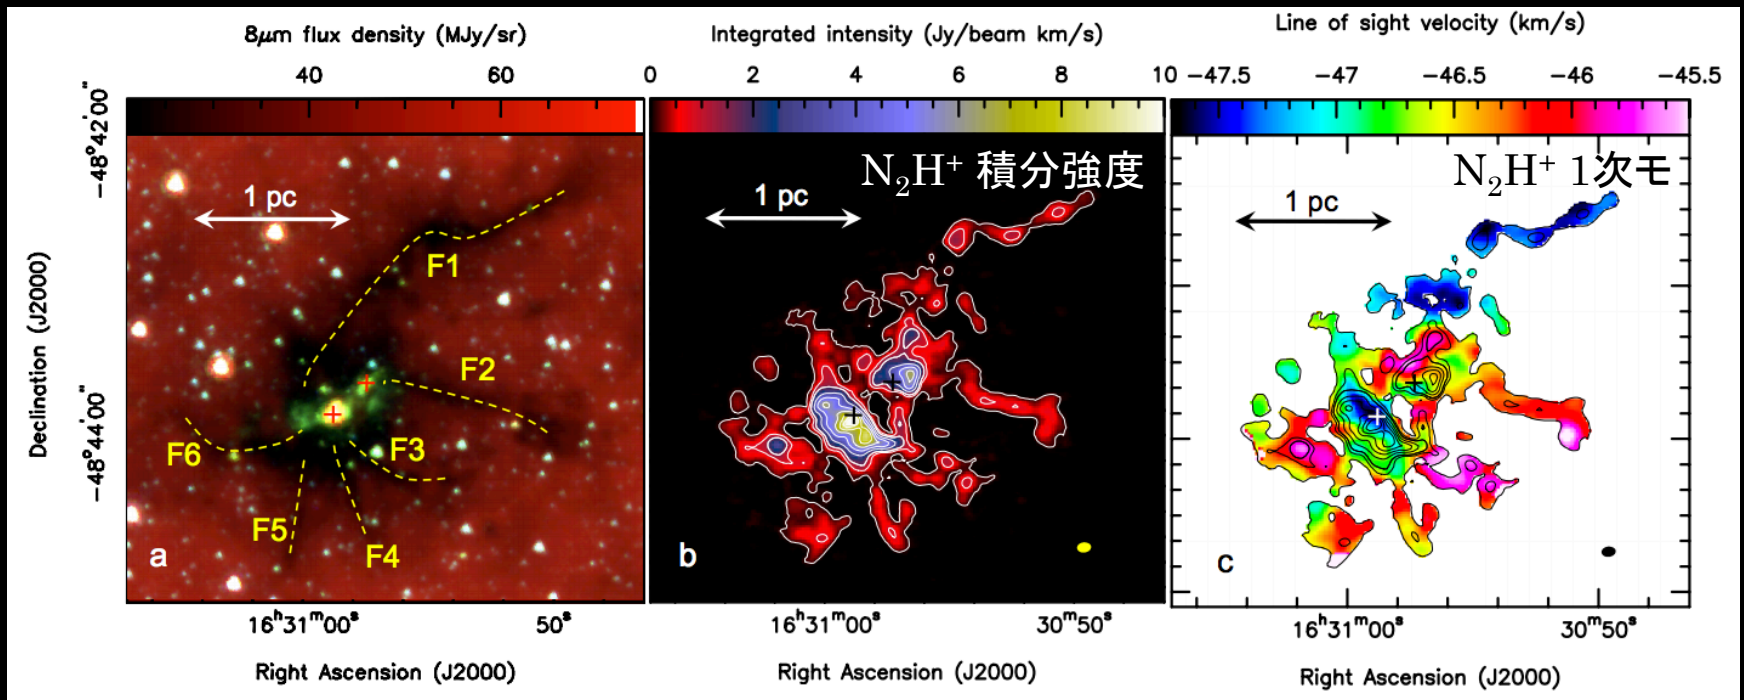 8μm flux density (MJy/sr)
40 60
1 pc
F1
F2
F3
F4
F5
F6
a
Declination (J2000)
−48°42'00"
−48°44'00"
16ʰ31ᵐ00ˢ 50ˢ
Right Ascension (J2000)
Integrated intensity (Jy/beam km/s)
0 2 4 6 8 10
N₂H⁺ 積分強度
1 pc
b
16ʰ31ᵐ00ˢ 30ᵐ50ˢ
Right Ascension (J2000)
Line of sight velocity (km/s)
−47.5 −47 −46.5 −46 −45.5
N₂H⁺ 1次モ
1 pc
c
16ʰ31ᵐ00ˢ 30ᵐ50ˢ
Right Ascension (J2000)